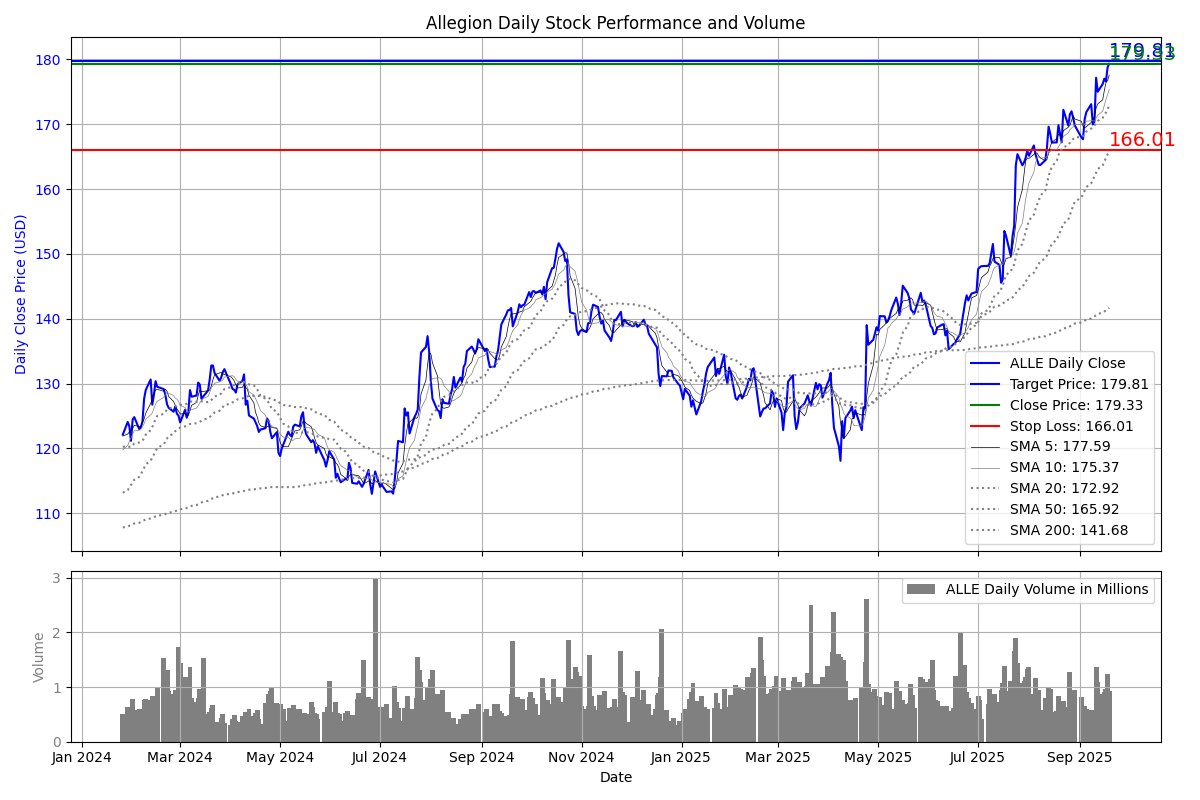 Allegion Daily Stock Performance and Volume
179.81
179.33
180
170
166.01
160
150
140
130
120
110
Daily Close Price (USD)
ALLE Daily Close
Target Price: 179.81
Close Price: 179.33
Stop Loss: 166.01
SMA 5: 177.59
SMA 10: 175.37
SMA 20: 172.92
SMA 50: 165.92
SMA 200: 141.68
3
2
1
0
Volume
ALLE Daily Volume in Millions
Jan 2024 Mar 2024 May 2024 Jul 2024 Sep 2024 Nov 2024 Jan 2025 Mar 2025 May 2025 Jul 2025 Sep 2025
Date